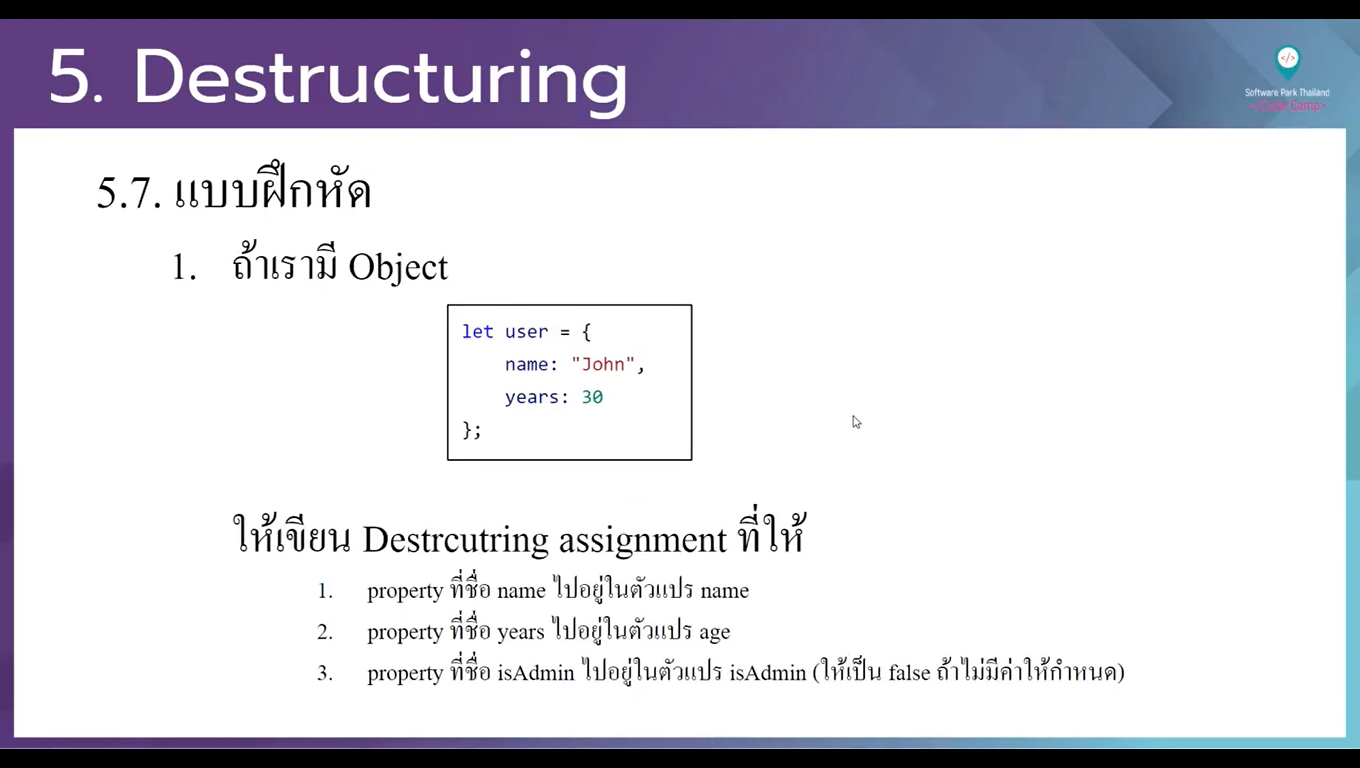 5. Destructuring
</>
Software Park Thailand
</Code Camp>
5.7. แบบฝึกหัด
1. ถ้าเรามี Object
let user = {
name: "John",
years: 30
};
ให้เขียน Destrcutring assignment ที่ให้
1. property ที่ชื่อ name ไปอยู่ในตัวแปร name
2. property ที่ชื่อ years ไปอยู่ในตัวแปร age
3. property ที่ชื่อ isAdmin ไปอยู่ในตัวแปร isAdmin (ให้เป็น false ถ้าไม่มีค่าให้กำหนด)